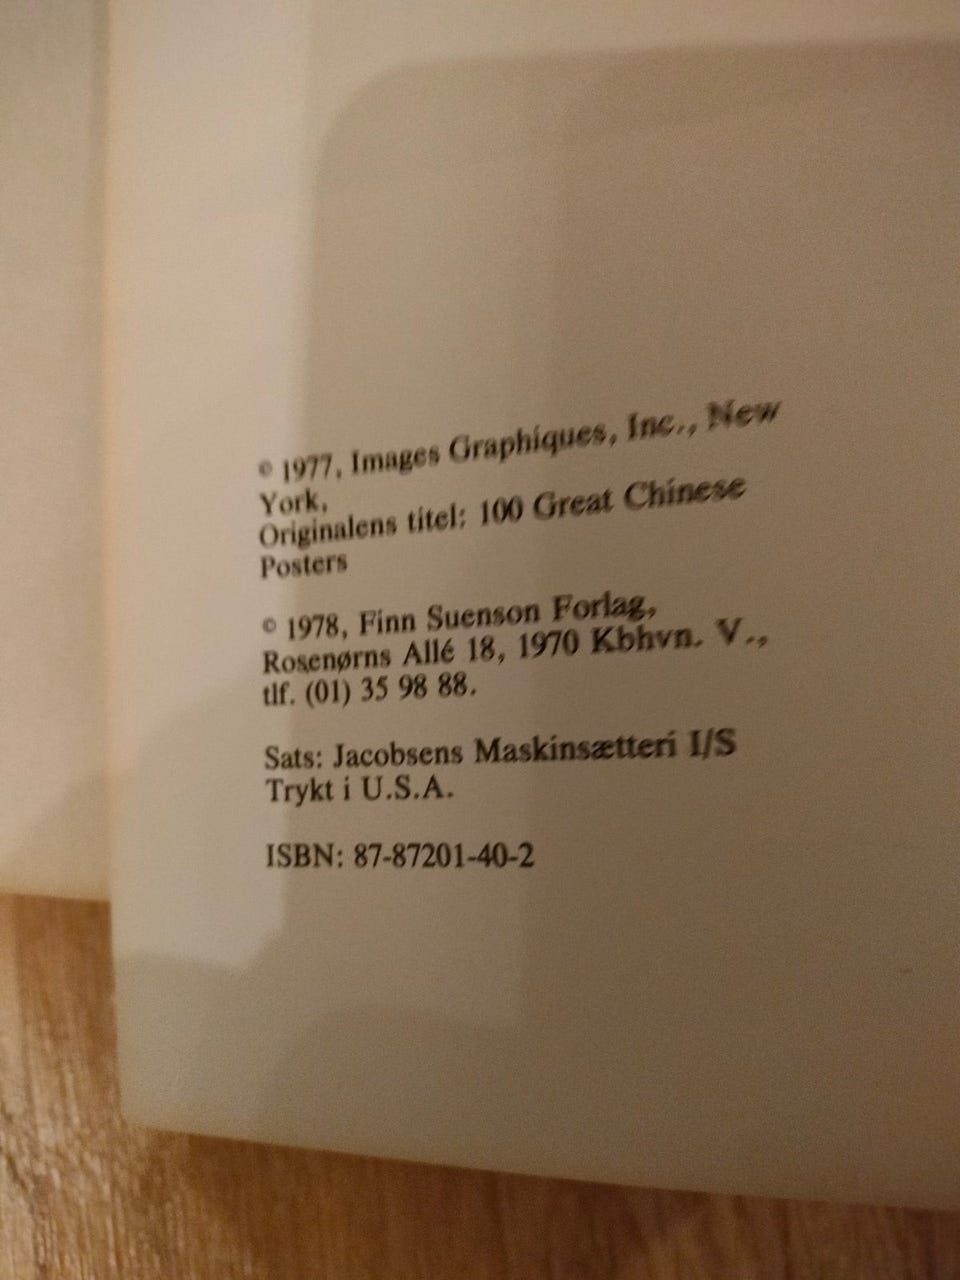 © 1977, Images Graphiques, Inc., New
York,
Originalens titel: 100 Great Chinese
Posters
© 1978, Finn Suenson Forlag,
Rosenørns Allé 18, 1970 Kbhvn. V.,
tlf. (01) 35 98 88.
Sats: Jacobsens Maskinsætteri I/S
Trykt i U.S.A.
ISBN: 87-87201-40-2